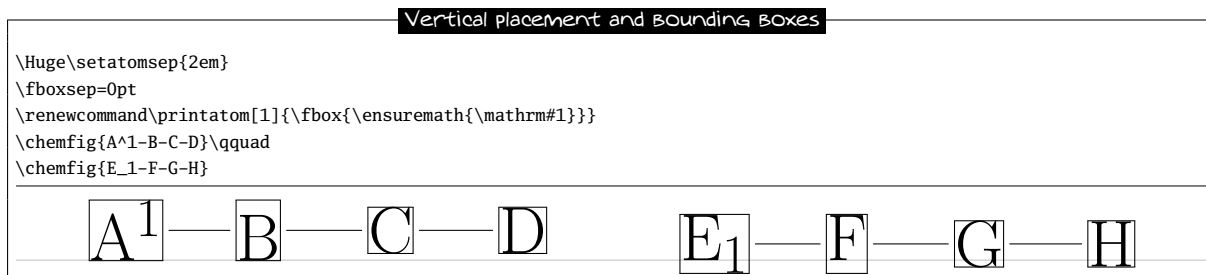 Vertical placement and Bounding Boxes
\Huge\setatomsep{2em}
\fboxsep=0pt
\renewcommand\printatom[1]{\fbox{\ensuremath{\mathrm#1}}}
\chemfig{A^1-B-C-D}\qquad
\chemfig{E_1-F-G-H}
A¹ B C D E₁ F G H